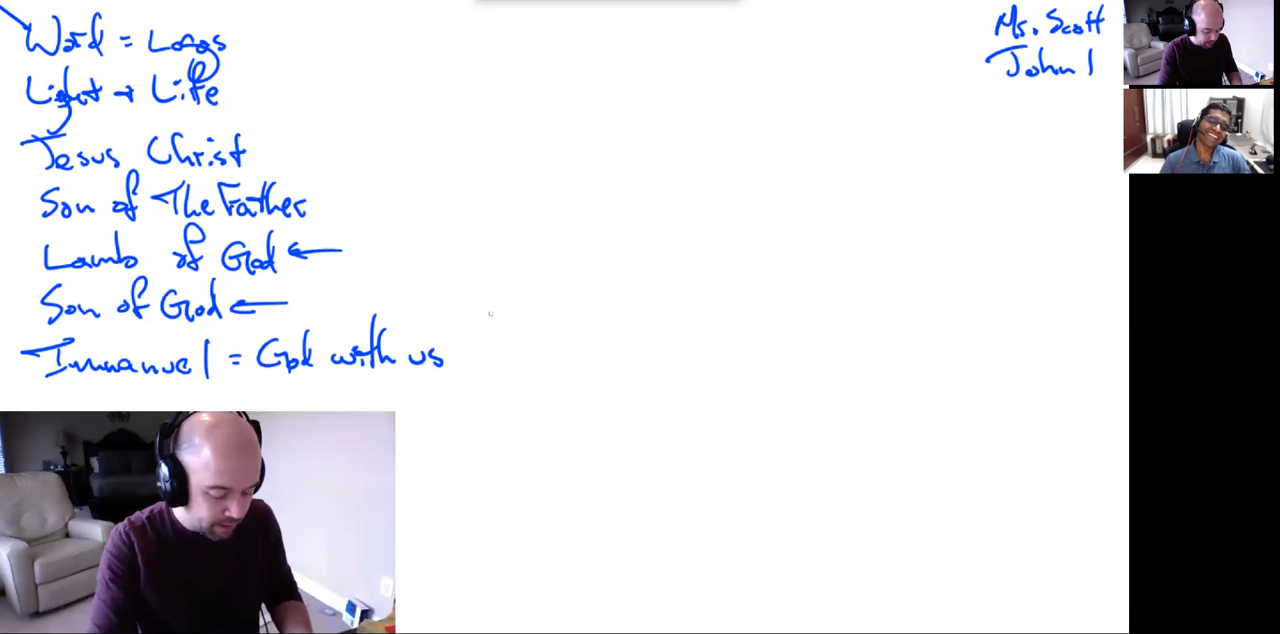 Word = Logos
Light → Life
Jesus Christ
Son of The Father
Lamb of God ←
Son of God ←
Immanuel = God with us
Ms. Scott
John 1